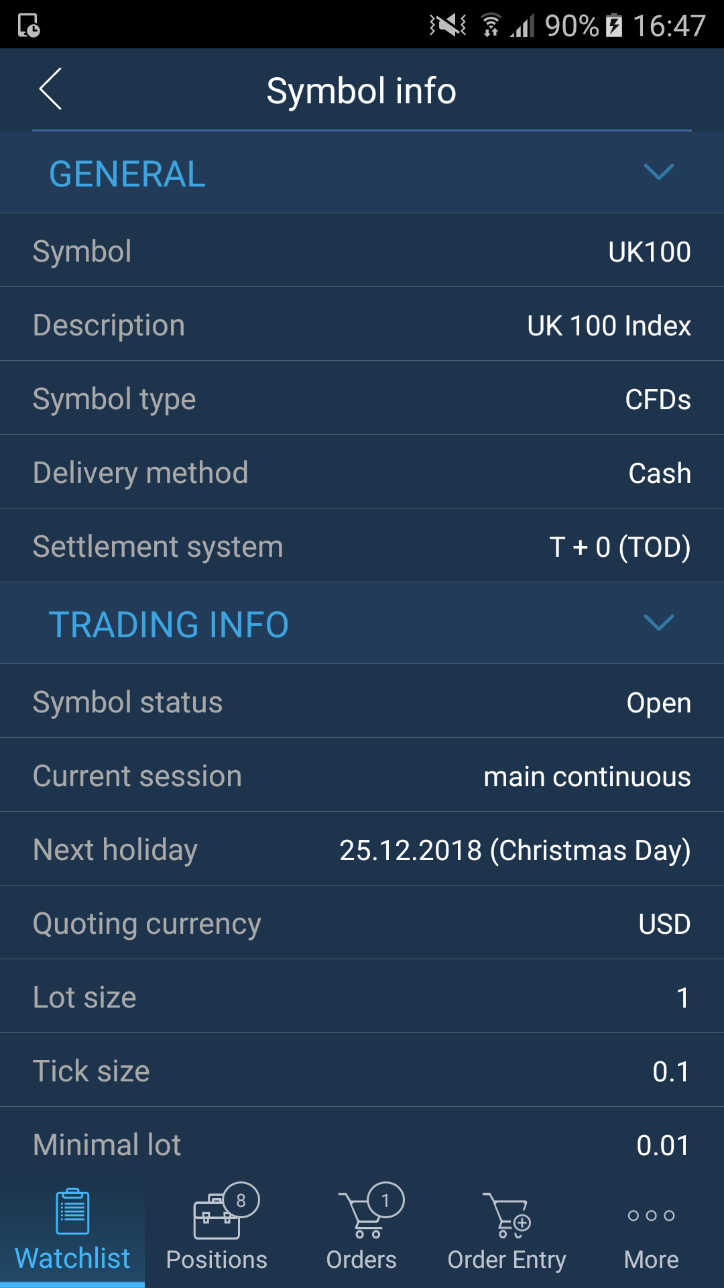 90% 16:47
Symbol info
GENERAL
Symbol UK100
Description UK 100 Index
Symbol type CFDs
Delivery method Cash
Settlement system T + 0 (TOD)
TRADING INFO
Symbol status Open
Current session main continuous
Next holiday 25.12.2018 (Christmas Day)
Quoting currency USD
Lot size 1
Tick size 0.1
Minimal lot 0.01
8 1
Watchlist Positions Orders Order Entry More